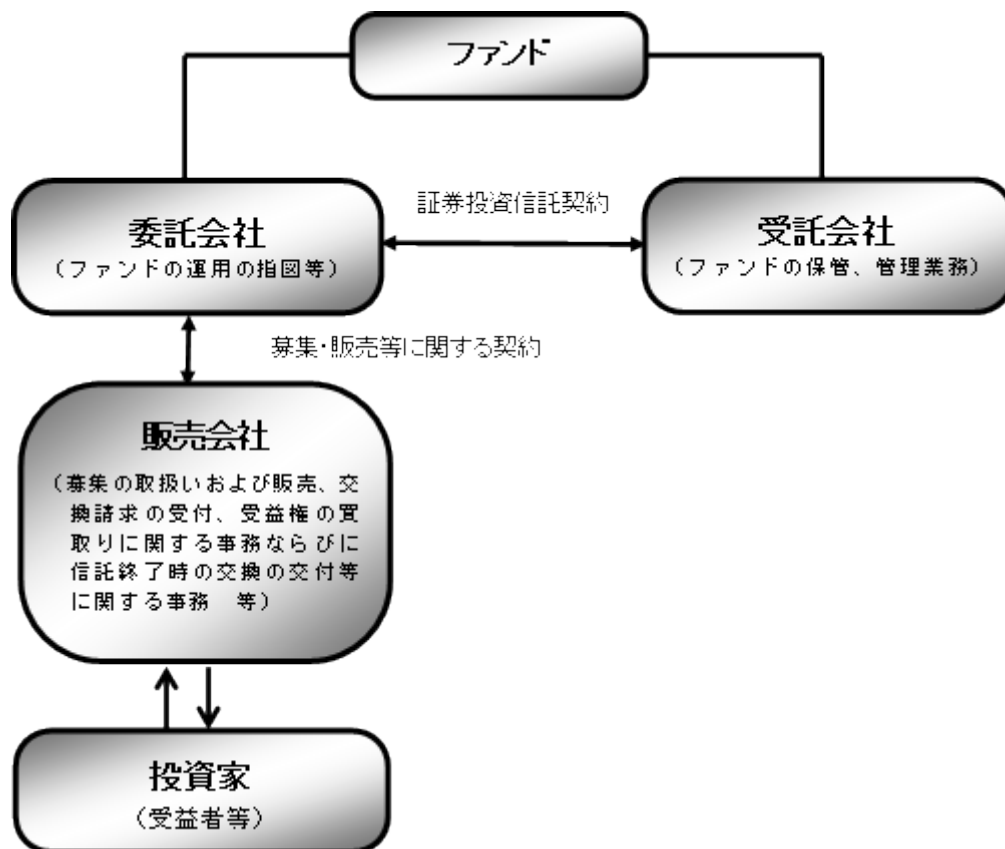 ファンド
証券投資信託契約
委託会社
（ファンドの運用の指図等）
受託会社
（ファンドの保管、管理業務）
募集・販売等に関する契約
販売会社
（募集の取扱いおよび販売、交
換請求の受付、受益権の買
取りに関する事務ならびに
信託終了時の交換の交付等
に関する事務　等）
投資家
（受益者等）